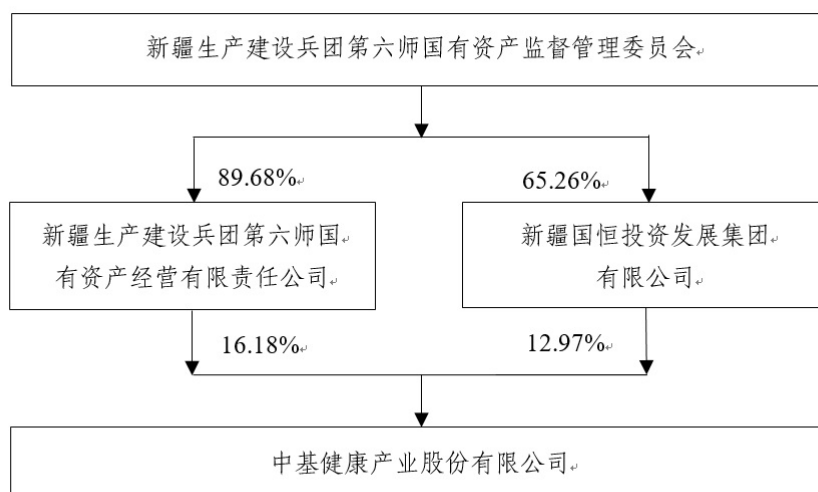 新疆生产建设兵团第六师国有资产监督管理委员会
89.68%
65.26%
新疆生产建设兵团第六师国
有资产经营有限责任公司
新疆国恒投资发展集团
有限公司
16.18%
12.97%
中基健康产业股份有限公司